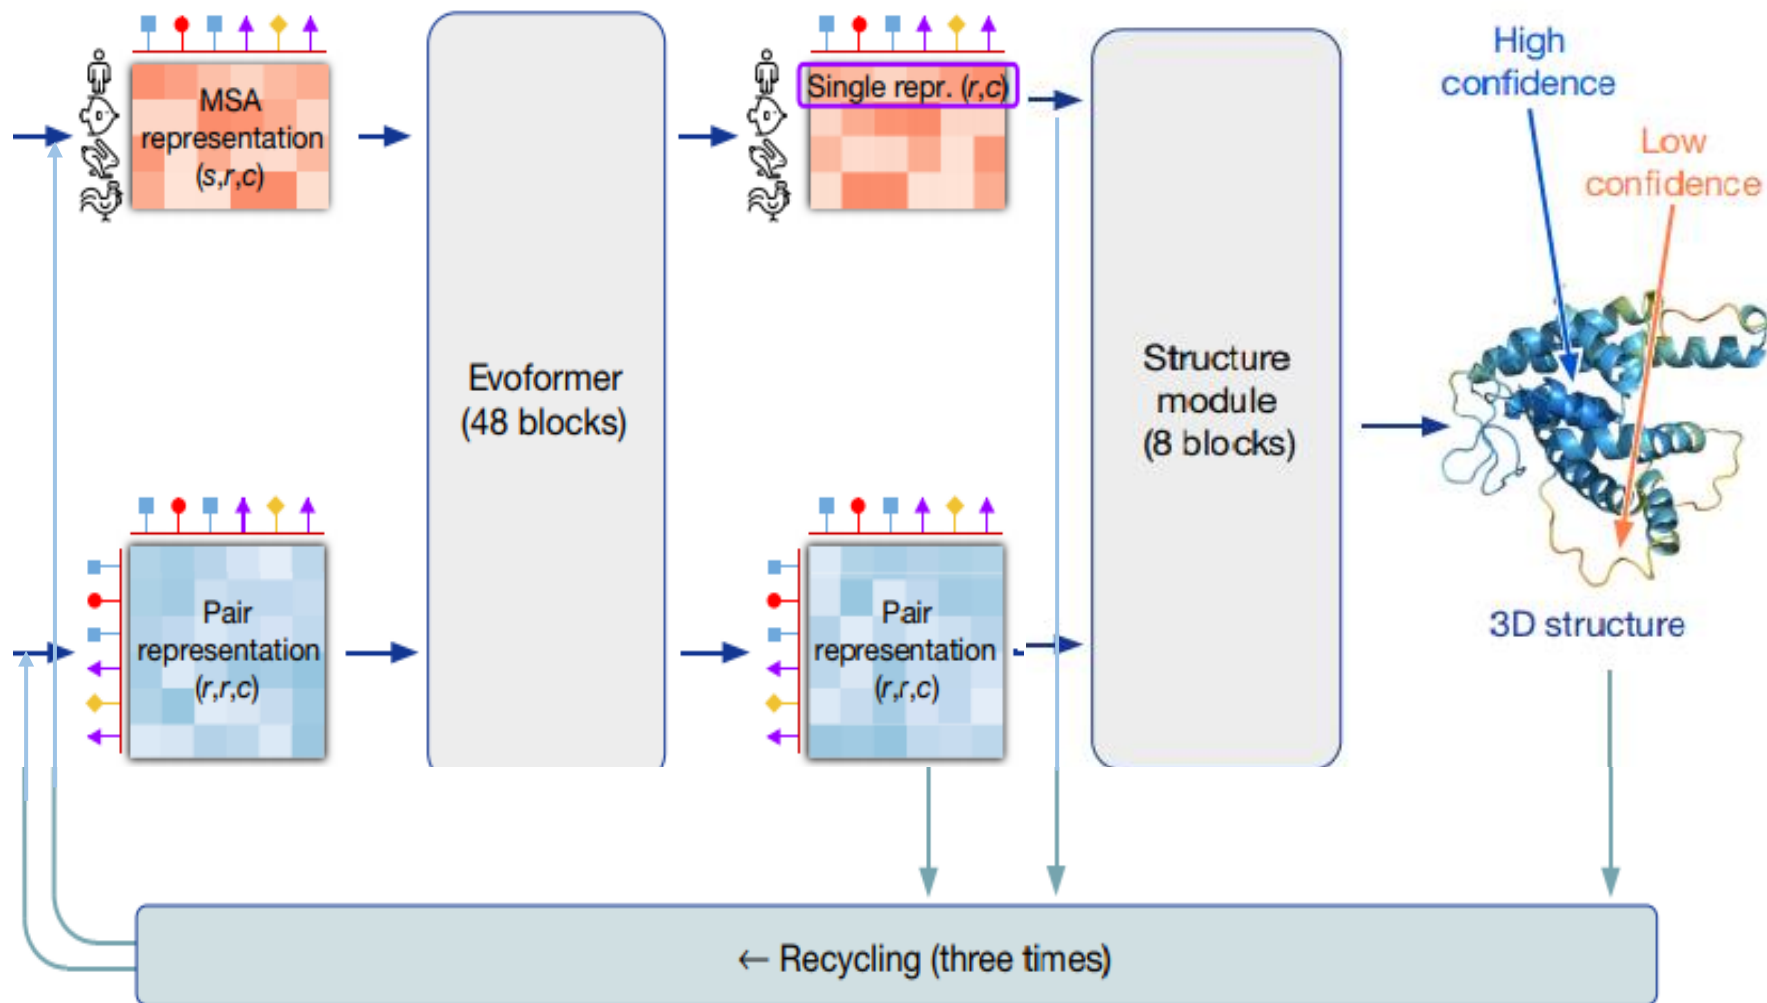 MSA
representation
(s,r,c)
Evoformer
(48 blocks)
Single repr. (r,c)
Structure
module
(8 blocks)
High
confidence
Low
confidence
Pair
representation
(r,r,c)
Pair
representation
(r,r,c)
3D structure
← Recycling (three times)